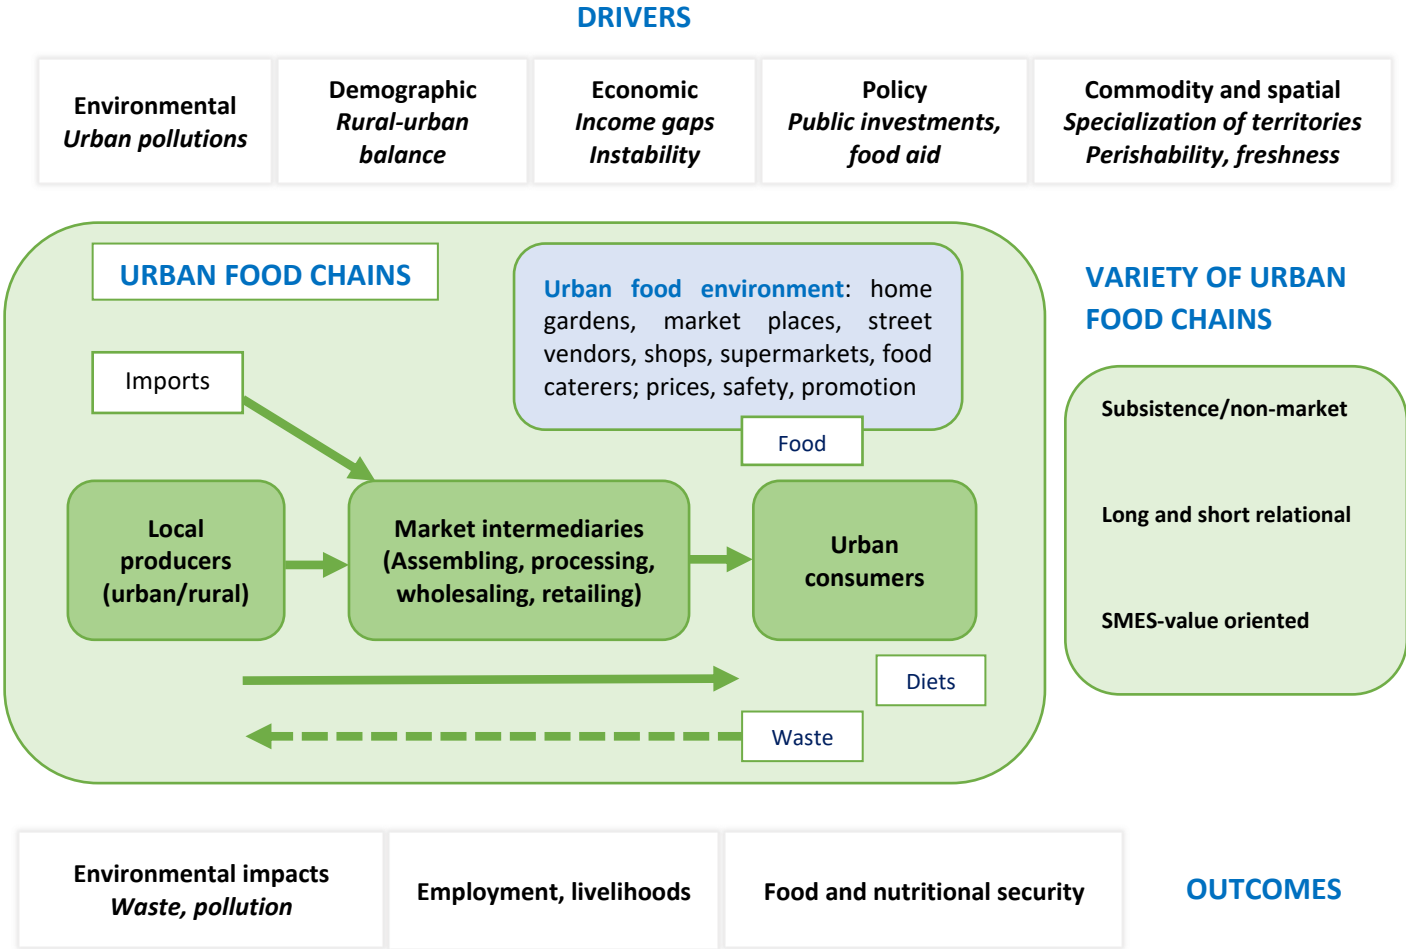 DRIVERS
Environmental
Urban pollutions
Demographic
Rural-urban
balance
Economic
Income gaps
Instability
Policy
Public investments,
food aid
Commodity and spatial
Specialization of territories
Perishability, freshness
URBAN FOOD CHAINS
Urban food environment: home
gardens, market places, street
vendors, shops, supermarkets, food
caterers; prices, safety, promotion
Food
Imports
Local
producers
(urban/rural)
Market intermediaries
(Assembling, processing,
wholesaling, retailing)
Urban
consumers
Diets
Waste
VARIETY OF URBAN
FOOD CHAINS
Subsistence/non-market
Long and short relational
SMES-value oriented
Environmental impacts
Waste, pollution
Employment, livelihoods
Food and nutritional security
OUTCOMES